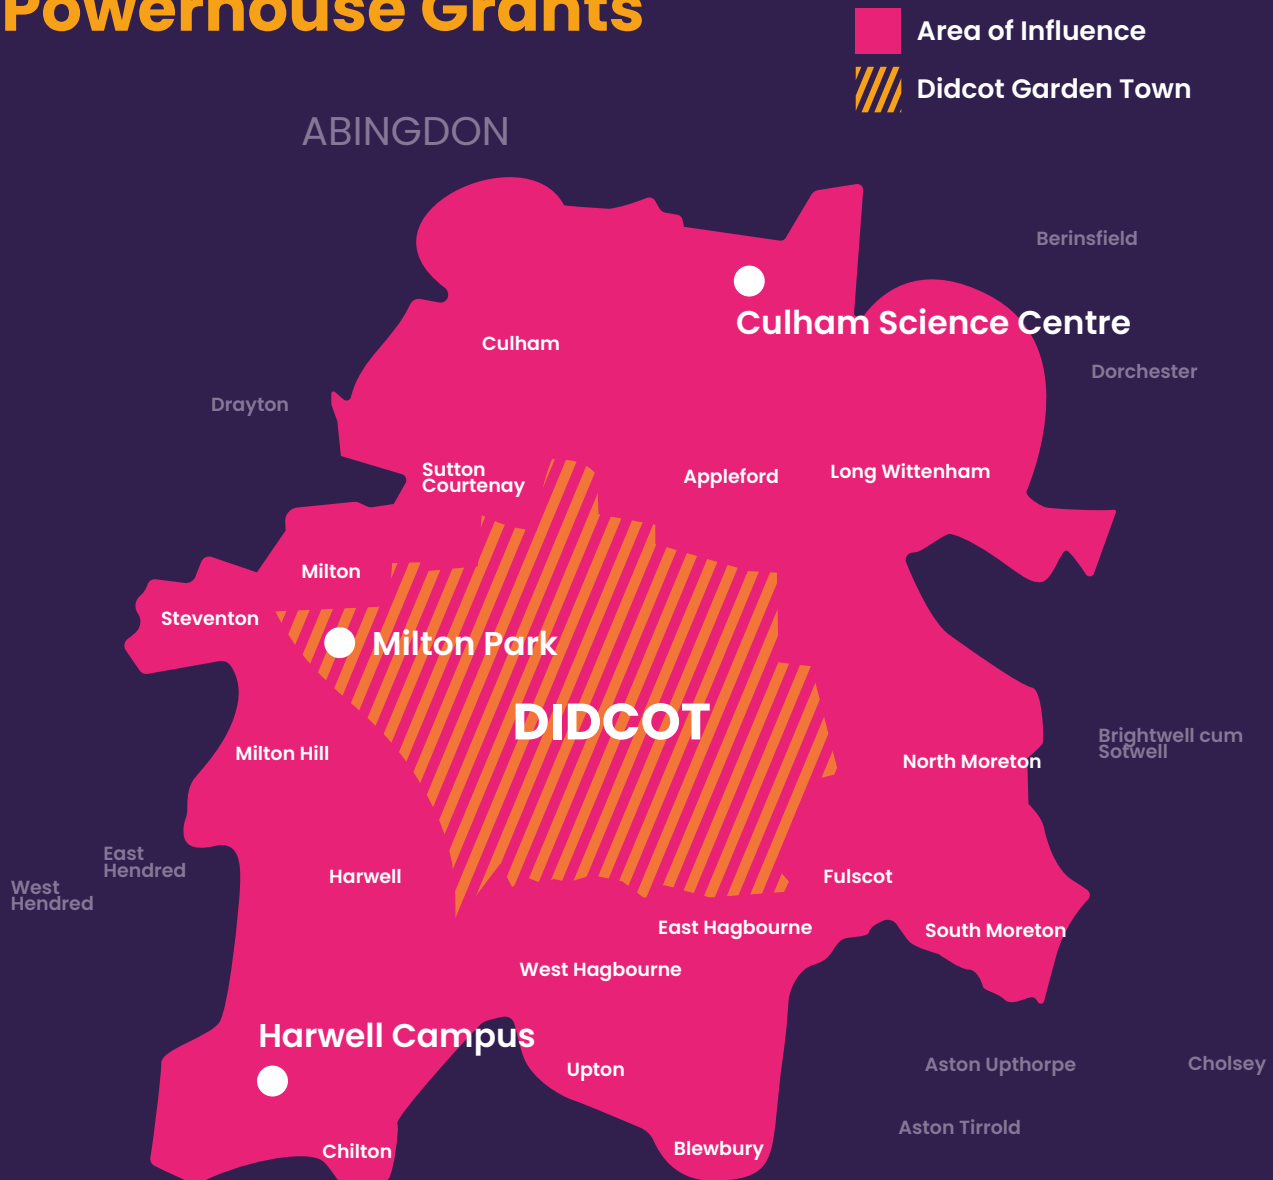 Powerhouse Grants
Area of Influence
Didcot Garden Town
ABINGDON
Berinsfield
Culham Science Centre
Culham
Dorchester
Drayton
Sutton
Courtenay
Appleford
Long Wittenham
Milton
Steventon
Milton Park
DIDCOT
Brightwell cum
Sotwell
Milton Hill
North Moreton
East
Hendred
West
Hendred
Harwell
Fulscot
East Hagbourne
South Moreton
West Hagbourne
Harwell Campus
Upton
Aston Upthorpe
Cholsey
Aston Tirrold
Chilton
Blewbury